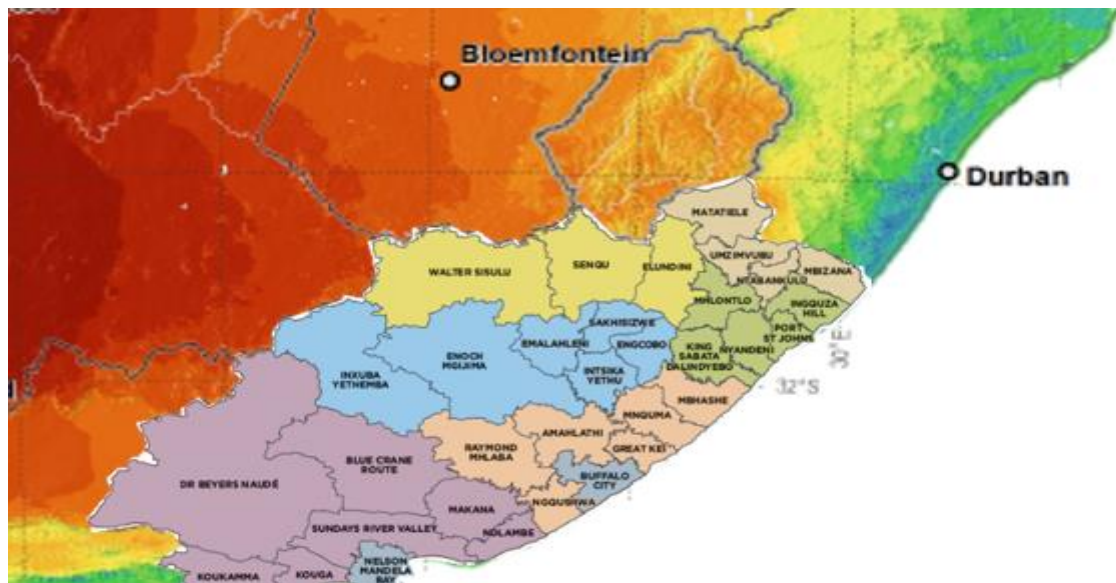 Bloemfontein
Durban
MATATIELE
UMZIMVUBU
MBIZANA
NTABANKULU
WALTER SISULU
SENQU
ELUNDINI
MHLONTLO
INGQUZA
HILL
PORT
ST JOHNS
NYANDENI
KING
SABATA
DALINDYEBO
SAKHISIZWE
EMALAHLENI
ENGCOBO
ENOCH
MGIJIMA
INTSIKA
YETHU
INXUBA
YETHEMBA
MBHASHE
MNQUMA
AMAHLATHI
GREAT KEI
RAYMOND
MHLABA
BUFFALO
CITY
NGQUSHWA
BLUE CRANE
ROUTE
DR BEYERS NAUDÉ
MAKANA
NDLAMBE
SUNDAYS RIVER VALLEY
NELSON
MANDELA
BAY
KOUKAMMA
KOUGA
30°E
32°S